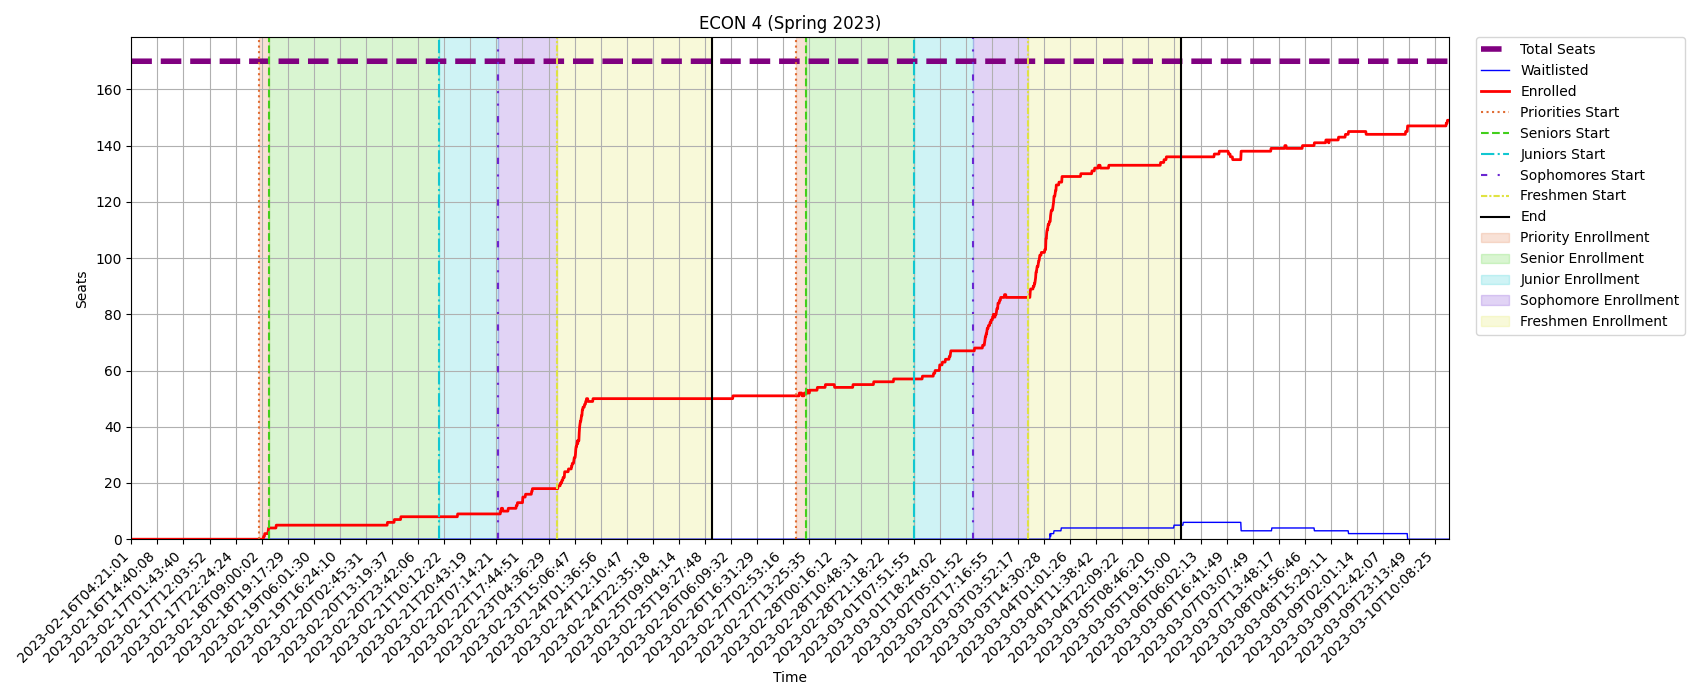 ECON 4 (Spring 2023)
Seats
160
140
120
100
80
60
40
20
0
2023-02-16T04:21:01
2023-02-16T14:40:08
2023-02-17T01:43:40
2023-02-17T12:03:52
2023-02-17T22:24:24
2023-02-18T09:00:02
2023-02-18T19:17:29
2023-02-19T06:01:30
2023-02-19T16:24:10
2023-02-20T02:45:31
2023-02-20T13:19:37
2023-02-20T23:42:06
2023-02-21T10:12:22
2023-02-21T20:43:19
2023-02-22T07:14:21
2023-02-22T17:44:51
2023-02-23T04:36:29
2023-02-23T15:06:47
2023-02-24T01:36:56
2023-02-24T12:10:47
2023-02-24T22:35:18
2023-02-25T09:04:14
2023-02-25T19:27:48
2023-02-26T06:09:32
2023-02-26T16:31:29
2023-02-27T02:53:16
2023-02-27T13:25:35
2023-02-28T00:16:12
2023-02-28T10:48:31
2023-02-28T21:18:22
2023-03-01T07:51:55
2023-03-01T18:24:02
2023-03-02T05:01:52
2023-03-02T17:16:55
2023-03-03T03:52:17
2023-03-03T14:30:28
2023-03-04T01:01:26
2023-03-04T11:38:42
2023-03-04T22:09:22
2023-03-05T08:46:20
2023-03-05T19:15:00
2023-03-06T06:02:13
2023-03-06T16:41:49
2023-03-07T03:07:49
2023-03-07T13:48:17
2023-03-08T04:56:46
2023-03-08T15:29:11
2023-03-09T02:01:14
2023-03-09T12:42:07
2023-03-09T23:13:49
2023-03-10T10:08:25
Time
Total Seats
Waitlisted
Enrolled
Priorities Start
Seniors Start
Juniors Start
Sophomores Start
Freshmen Start
End
Priority Enrollment
Senior Enrollment
Junior Enrollment
Sophomore Enrollment
Freshmen Enrollment